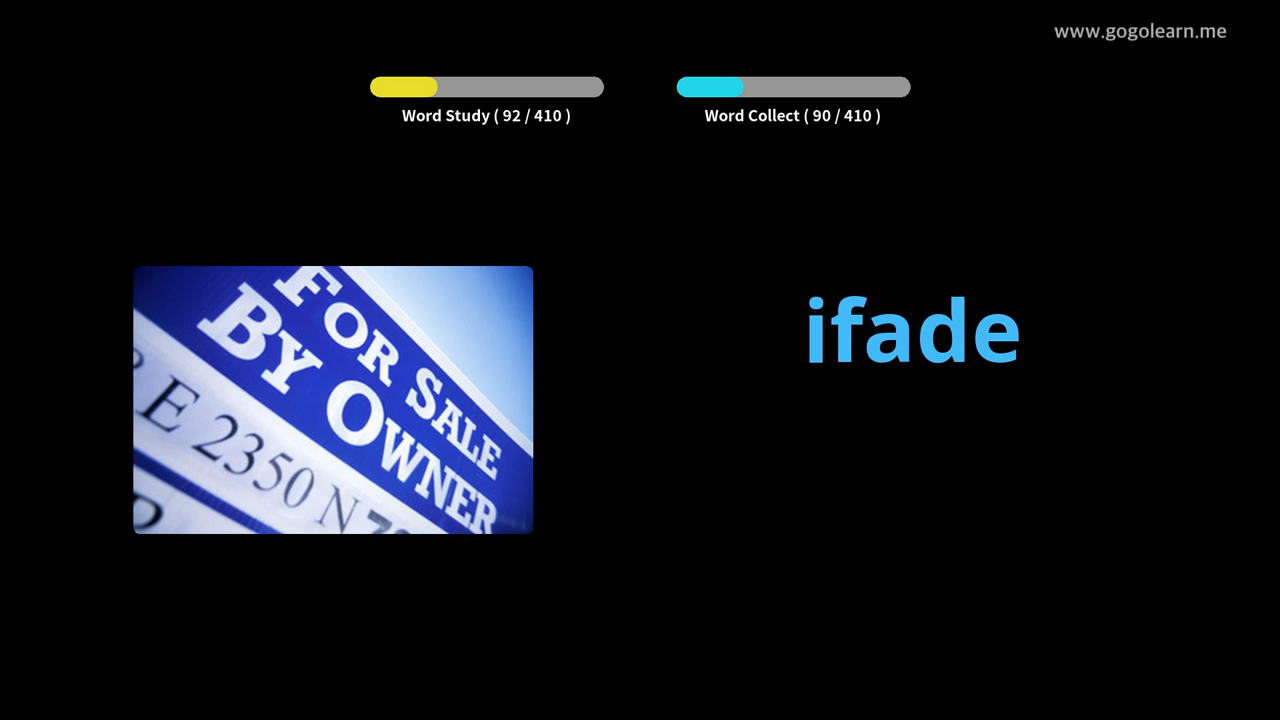 www.gogolearn.me
Word Study ( 92 / 410 )
Word Collect ( 90 / 410 )
FOR SALE
BY OWNER
E 2350 N
ifade